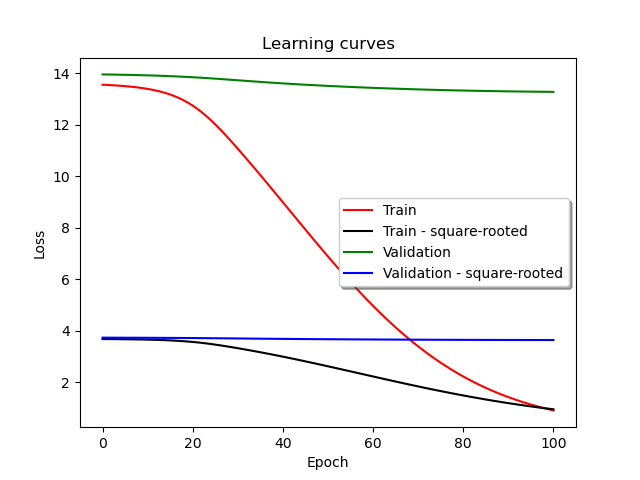 Learning curves
14
12
10
8
6
4
2
Loss
Train
Train - square-rooted
Validation
Validation - square-rooted
0 20 40 60 80 100
Epoch